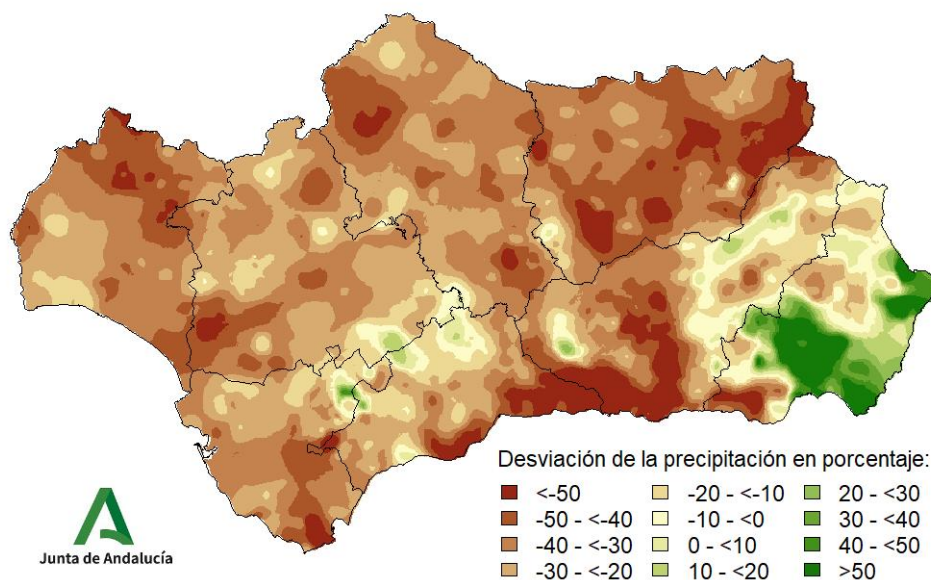 Desviación de la precipitación en porcentaje:
<-50
-50 - <-40
-40 - <-30
-30 - <-20
-20 - <-10
-10 - <0
0 - <10
10 - <20
20 - <30
30 - <40
40 - <50
>50
Junta de Andalucía